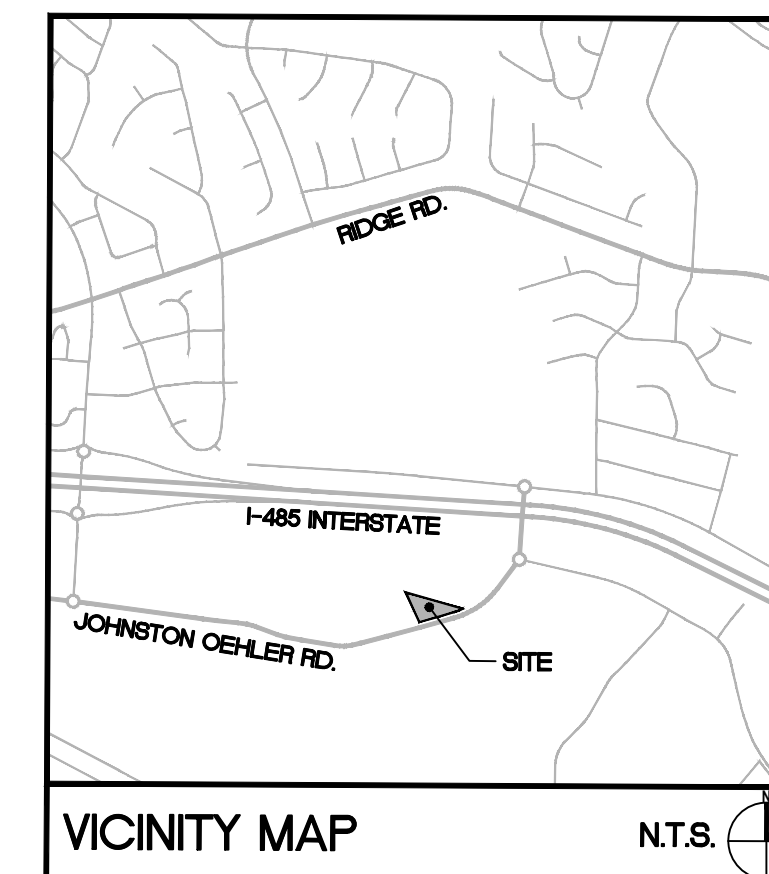 RIDGE RD.
I-485 INTERSTATE
JOHNSTON OEHLER RD.
SITE
VICINITY MAP
N.T.S.
N